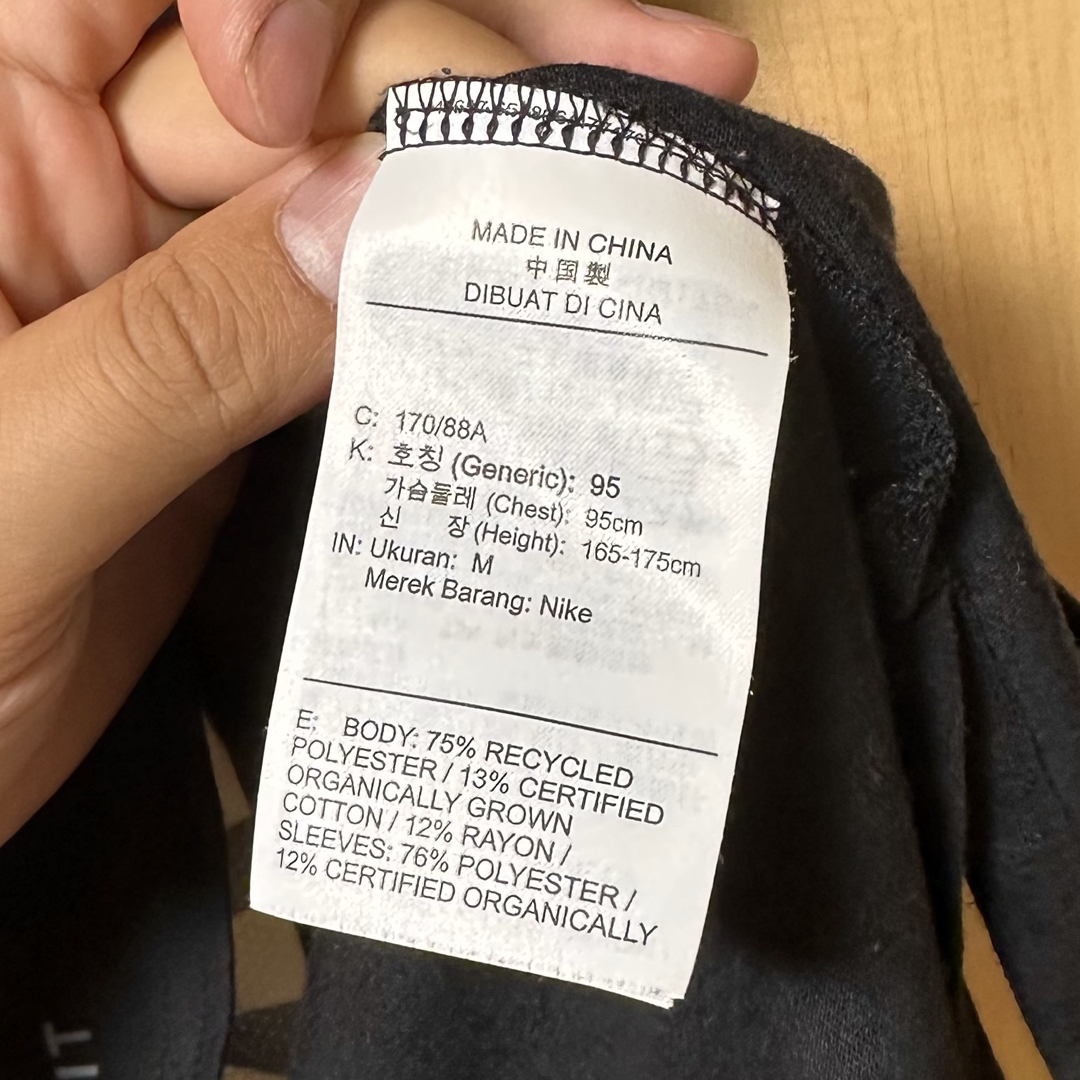 MADE IN CHINA
中国製
DIBUAT DI CINA
C: 170/88A
K: 호칭 (Generic): 95
가슴둘레 (Chest): 95cm
신 장 (Height): 165-175cm
IN: Ukuran: M
Merek Barang: Nike
E: BODY: 75% RECYCLED
POLYESTER / 13% CERTIFIED
ORGANICALLY GROWN
COTTON / 12% RAYON /
SLEEVES: 76% POLYESTER /
12% CERTIFIED ORGANICALLY